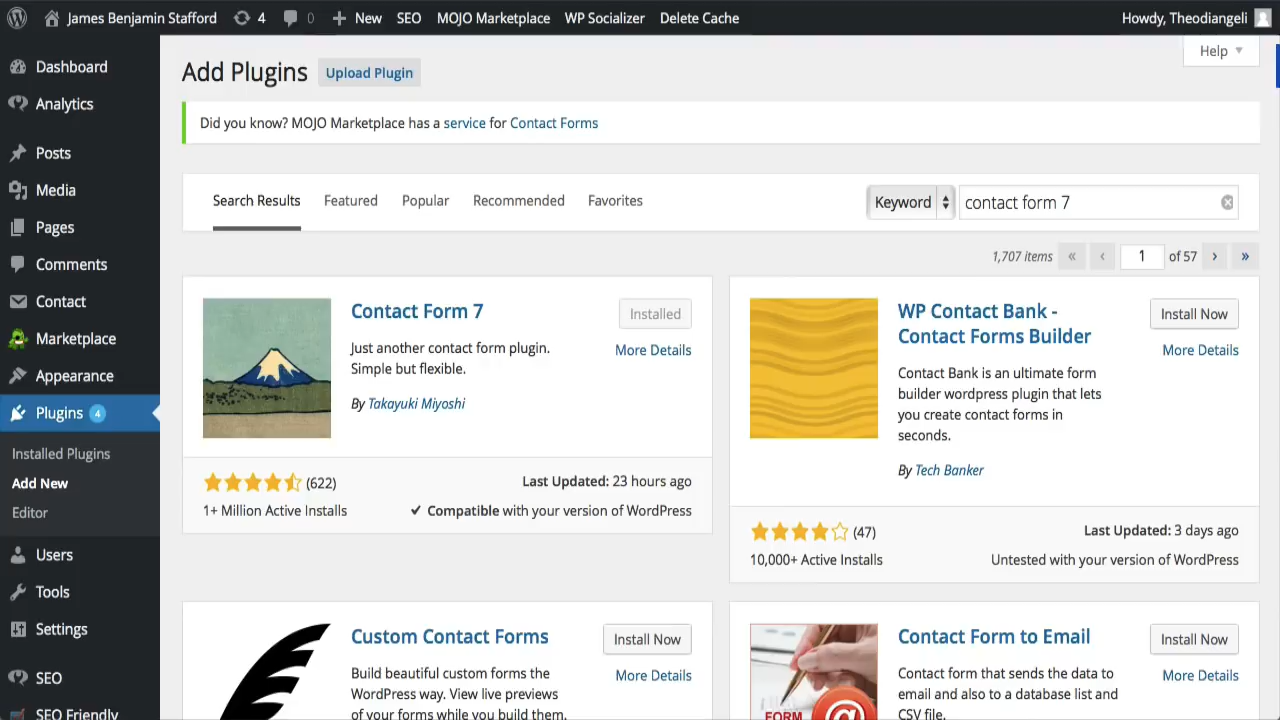 James Benjamin Stafford 4 0 New SEO MOJO Marketplace WP Socializer Delete Cache Howdy, Theodiangeli
Dashboard
Analytics
Posts
Media
Pages
Comments
Contact
Marketplace
Appearance
Plugins 4
Installed Plugins
Add New
Editor
Users
Tools
Settings
SEO
SEO Friendly
Help
Add Plugins Upload Plugin
Did you know? MOJO Marketplace has a service for Contact Forms
Search Results Featured Popular Recommended Favorites Keyword contact form 7
1,707 items « ‹ 1 of 57 › »
Contact Form 7
Installed
More Details
Just another contact form plugin.
Simple but flexible.
By Takayuki Miyoshi
(622)
1+ Million Active Installs
Last Updated: 23 hours ago
✔ Compatible with your version of WordPress
WP Contact Bank -
Contact Forms Builder
Install Now
More Details
Contact Bank is an ultimate form
builder wordpress plugin that lets
you create contact forms in
seconds.
By Tech Banker
(47)
10,000+ Active Installs
Last Updated: 3 days ago
Untested with your version of WordPress
Custom Contact Forms
Install Now
More Details
Build beautiful custom forms the
WordPress way. View live previews
of your forms while you build them.
FORM @
Contact Form to Email
Install Now
More Details
Contact form that sends the data to
email and also to a database list and
CSV file.